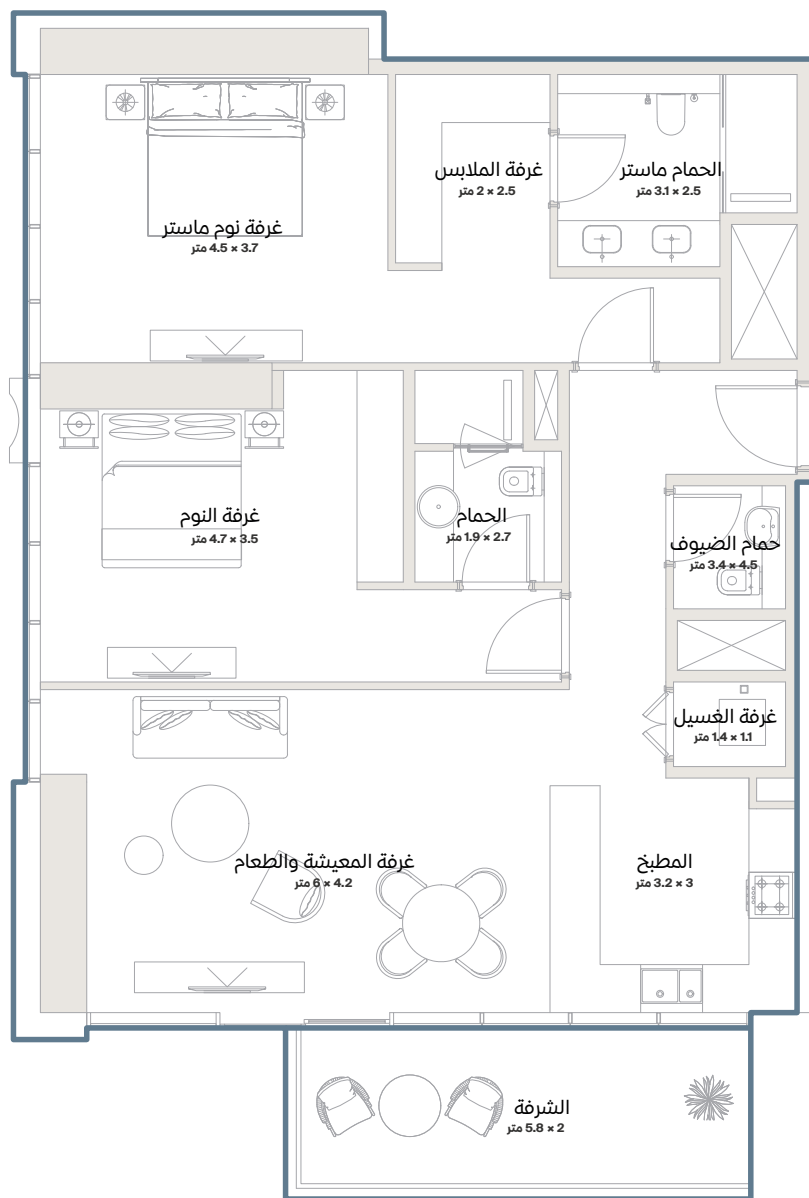 غرفة الملابس
2 × 2.5 متر
الحمام ماستر
3.1 × 2.5 متر
غرفة نوم ماستر
4.5 × 3.7 متر
غرفة النوم
4.7 × 3.5 متر
الحمام
1.9 × 2.7 متر
حمام الضيوف
3.4 × 4.5 متر
غرفة الغسيل
1.4 × 1.1 متر
غرفة المعيشة والطعام
6 × 4.2 متر
المطبخ
3.2 × 3 متر
الشرفة
5.8 × 2 متر